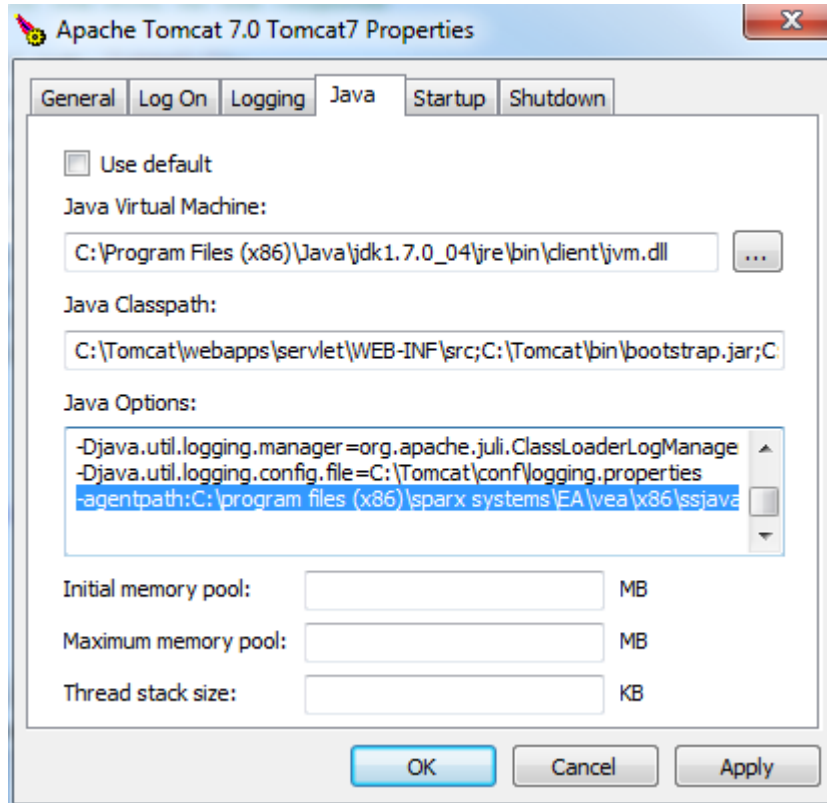 Apache Tomcat 7.0 Tomcat7 Properties
General Log On Logging Java Startup Shutdown
Use default
Java Virtual Machine:
C:\Program Files (x86)\Java\jdk1.7.0_04\jre\bin\client\jvm.dll ...
Java Classpath:
C:\Tomcat\webapps\servlet\WEB-INF\src;C:\Tomcat\bin\bootstrap.jar;C:
Java Options:
-Djava.util.logging.manager=org.apache.juli.ClassLoaderLogManage
-Djava.util.logging.config.file=C:\Tomcat\conf\logging.properties
-agentpath:C:\program files (x86)\sparx systems\EA\vea\x86\ssjava
Initial memory pool: MB
Maximum memory pool: MB
Thread stack size: KB
OK Cancel Apply